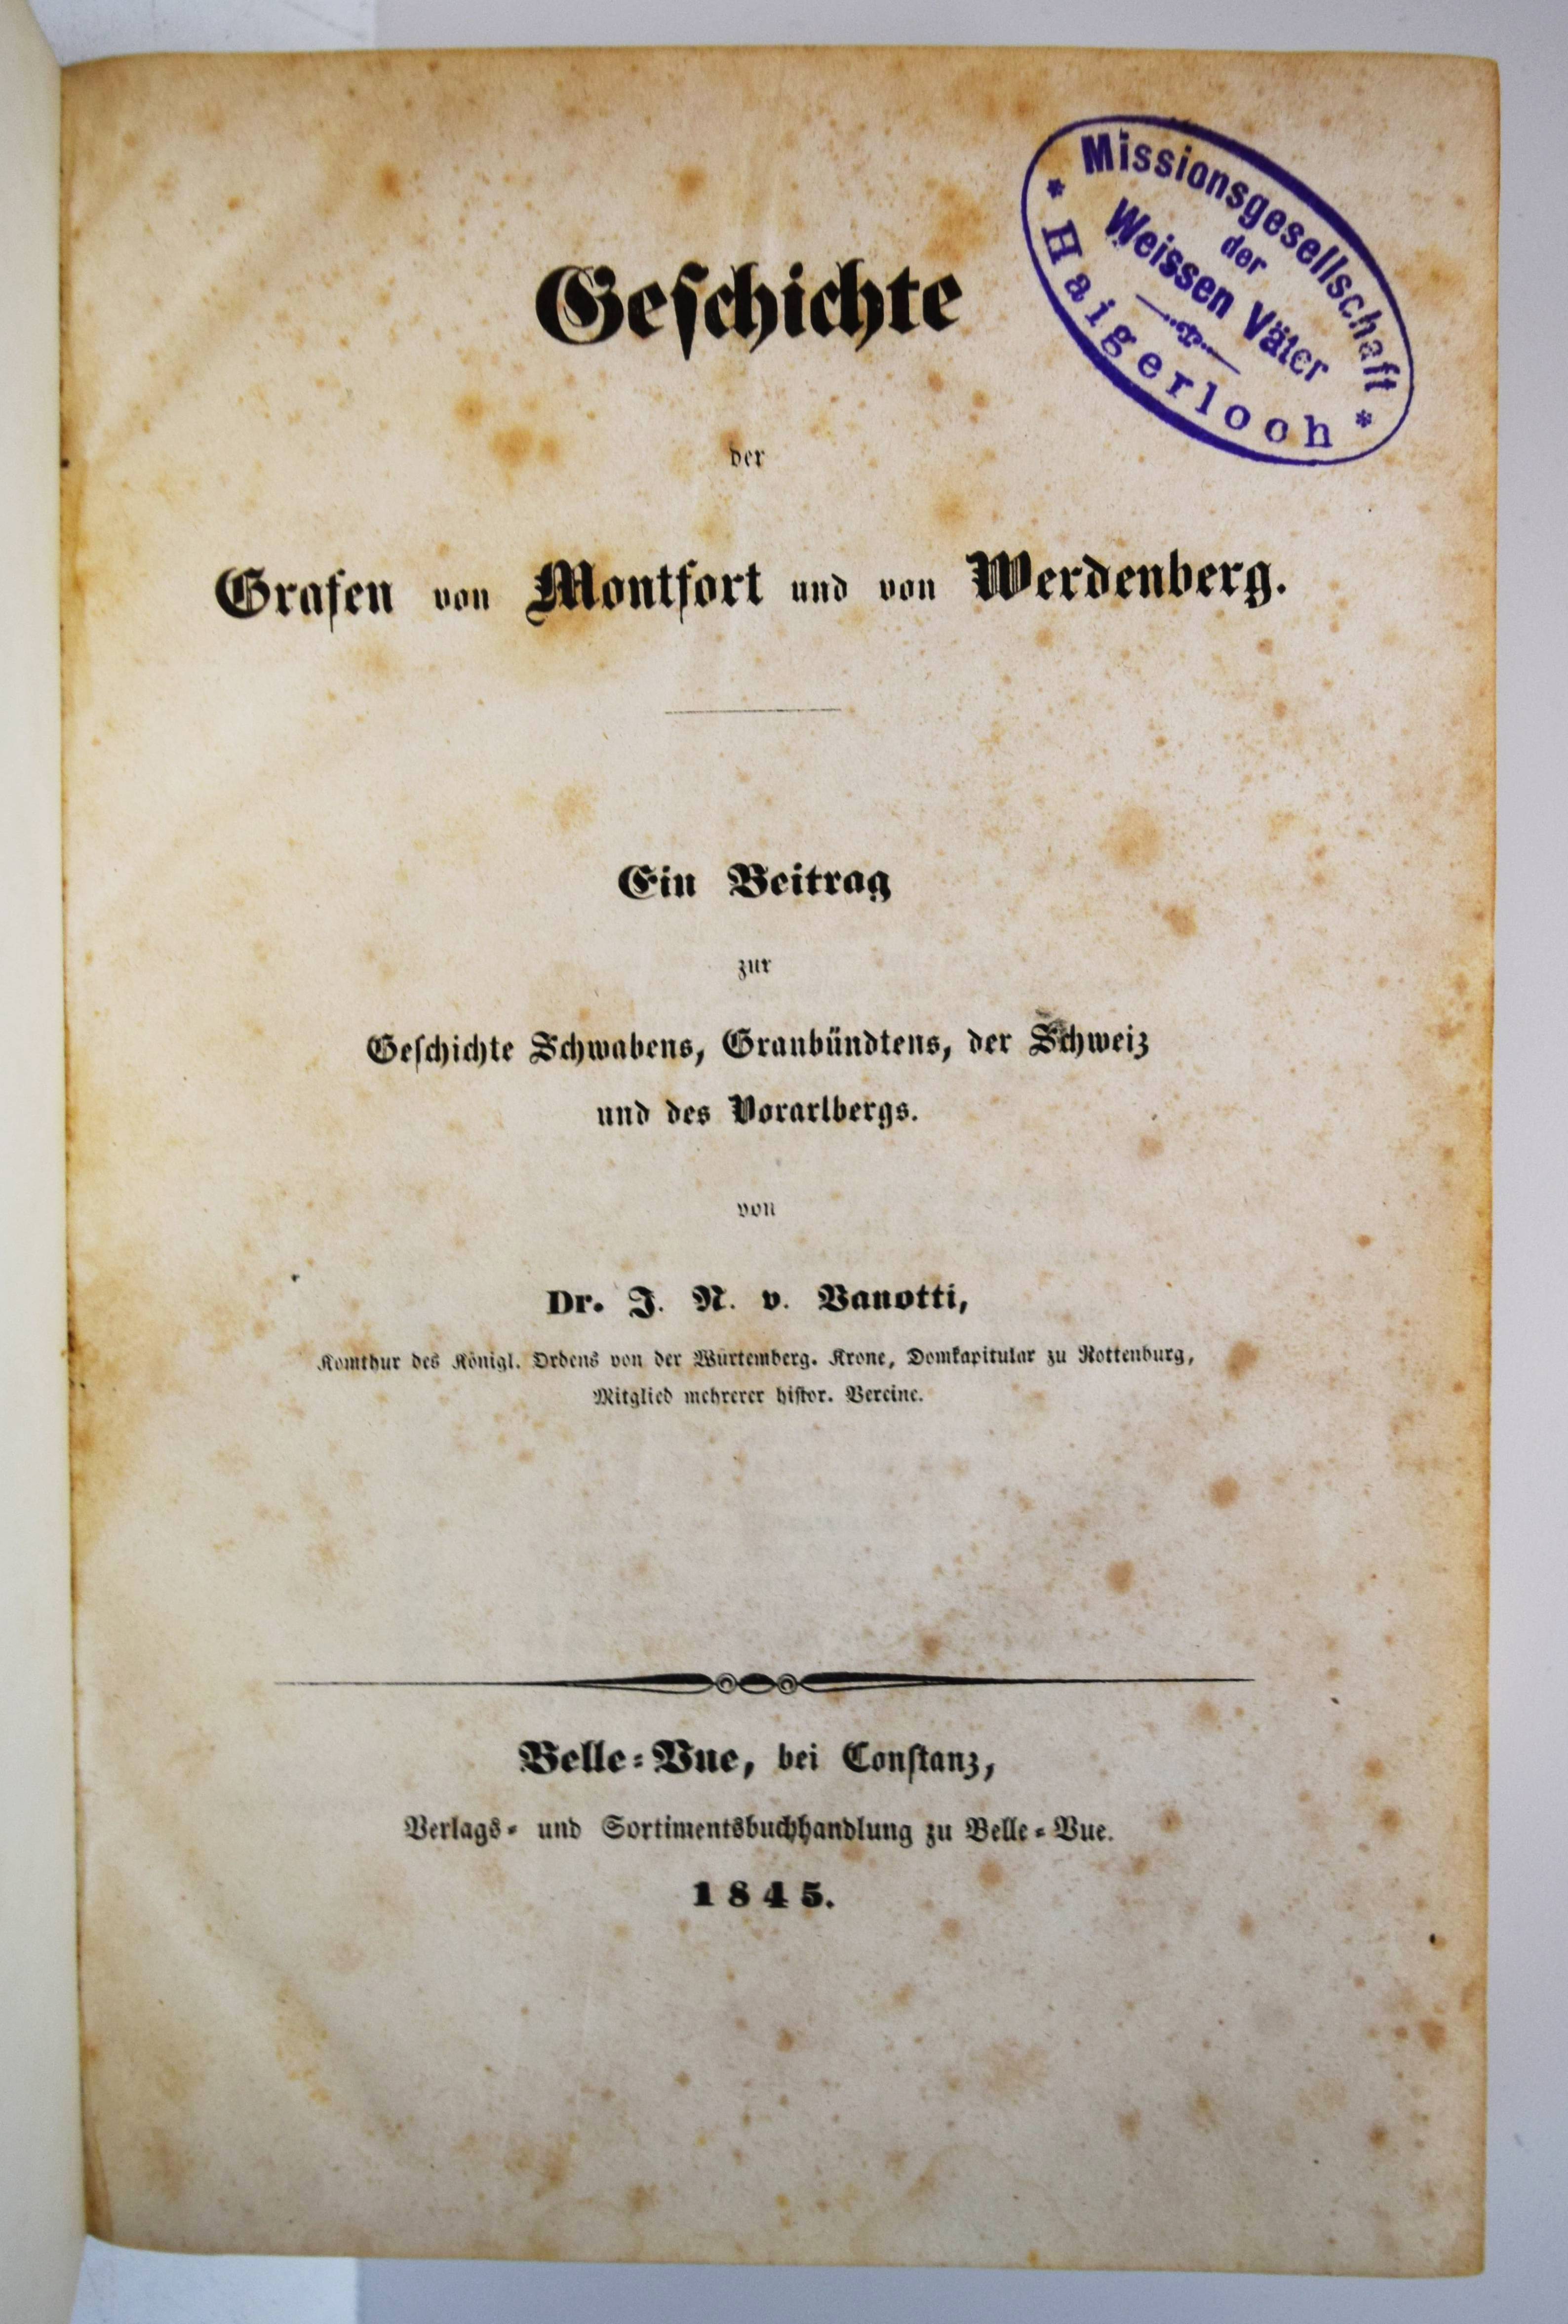 Geſchichte
der
Grafen von Montfort und von Werdenberg.
Ein Beitrag
zur
Geſchichte Schwabens, Graubündtens, der Schweiz
und des Vorarlbergs.
von
Dr. J. N. v. Vanotti,
Komthur des Königl. Ordens von der Würtemberg. Krone, Domkapitular zu Rottenburg,
Mitglied mehrerer hiſtor. Vereine.
Belle-Vue, bei Conſtanz,
Verlags- und Sortimentsbuchhandlung zu Belle-Vue.
1845.
Missionsgesellschaft
der
Weissen Väter
* Haigerlooh *